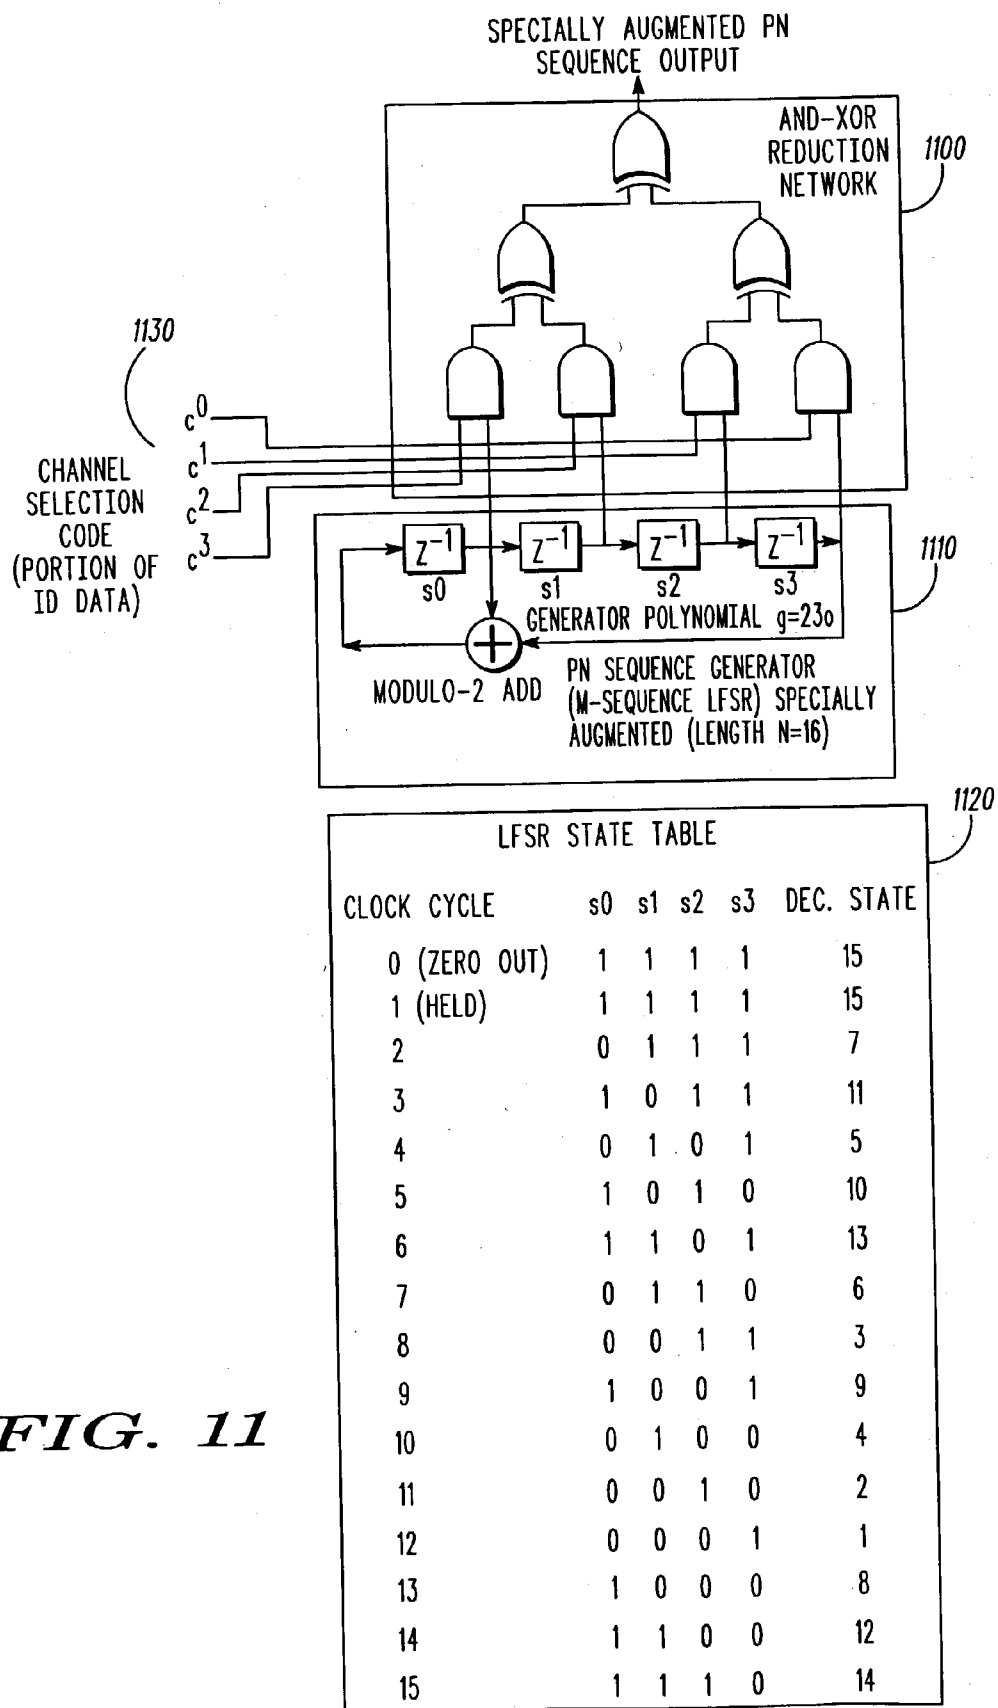 SPECIALLY AUGMENTED PN
SEQUENCE OUTPUT
AND-XOR
REDUCTION
NETWORK
1100
1130
c0
c1
c2
c3
CHANNEL
SELECTION
CODE
(PORTION OF
ID DATA)
Z-1 Z-1 Z-1 Z-1
s0 s1 s2 s3
1110
GENERATOR POLYNOMIAL g=23o
+
MODULO-2 ADD
PN SEQUENCE GENERATOR
(M-SEQUENCE LFSR) SPECIALLY
AUGMENTED (LENGTH N=16)
1120
LFSR STATE TABLE
CLOCK CYCLE s0 s1 s2 s3 DEC. STATE
0 (ZERO OUT) 1 1 1 1 15
1 (HELD) 1 1 1 1 15
2 0 1 1 1 7
3 1 0 1 1 11
4 0 1 0 1 5
5 1 0 1 0 10
6 1 1 0 1 13
7 0 1 1 0 6
8 0 0 1 1 3
9 1 0 0 1 9
10 0 1 0 0 4
11 0 0 1 0 2
12 0 0 0 1 1
13 1 0 0 0 8
14 1 1 0 0 12
15 1 1 1 0 14
FIG. 11